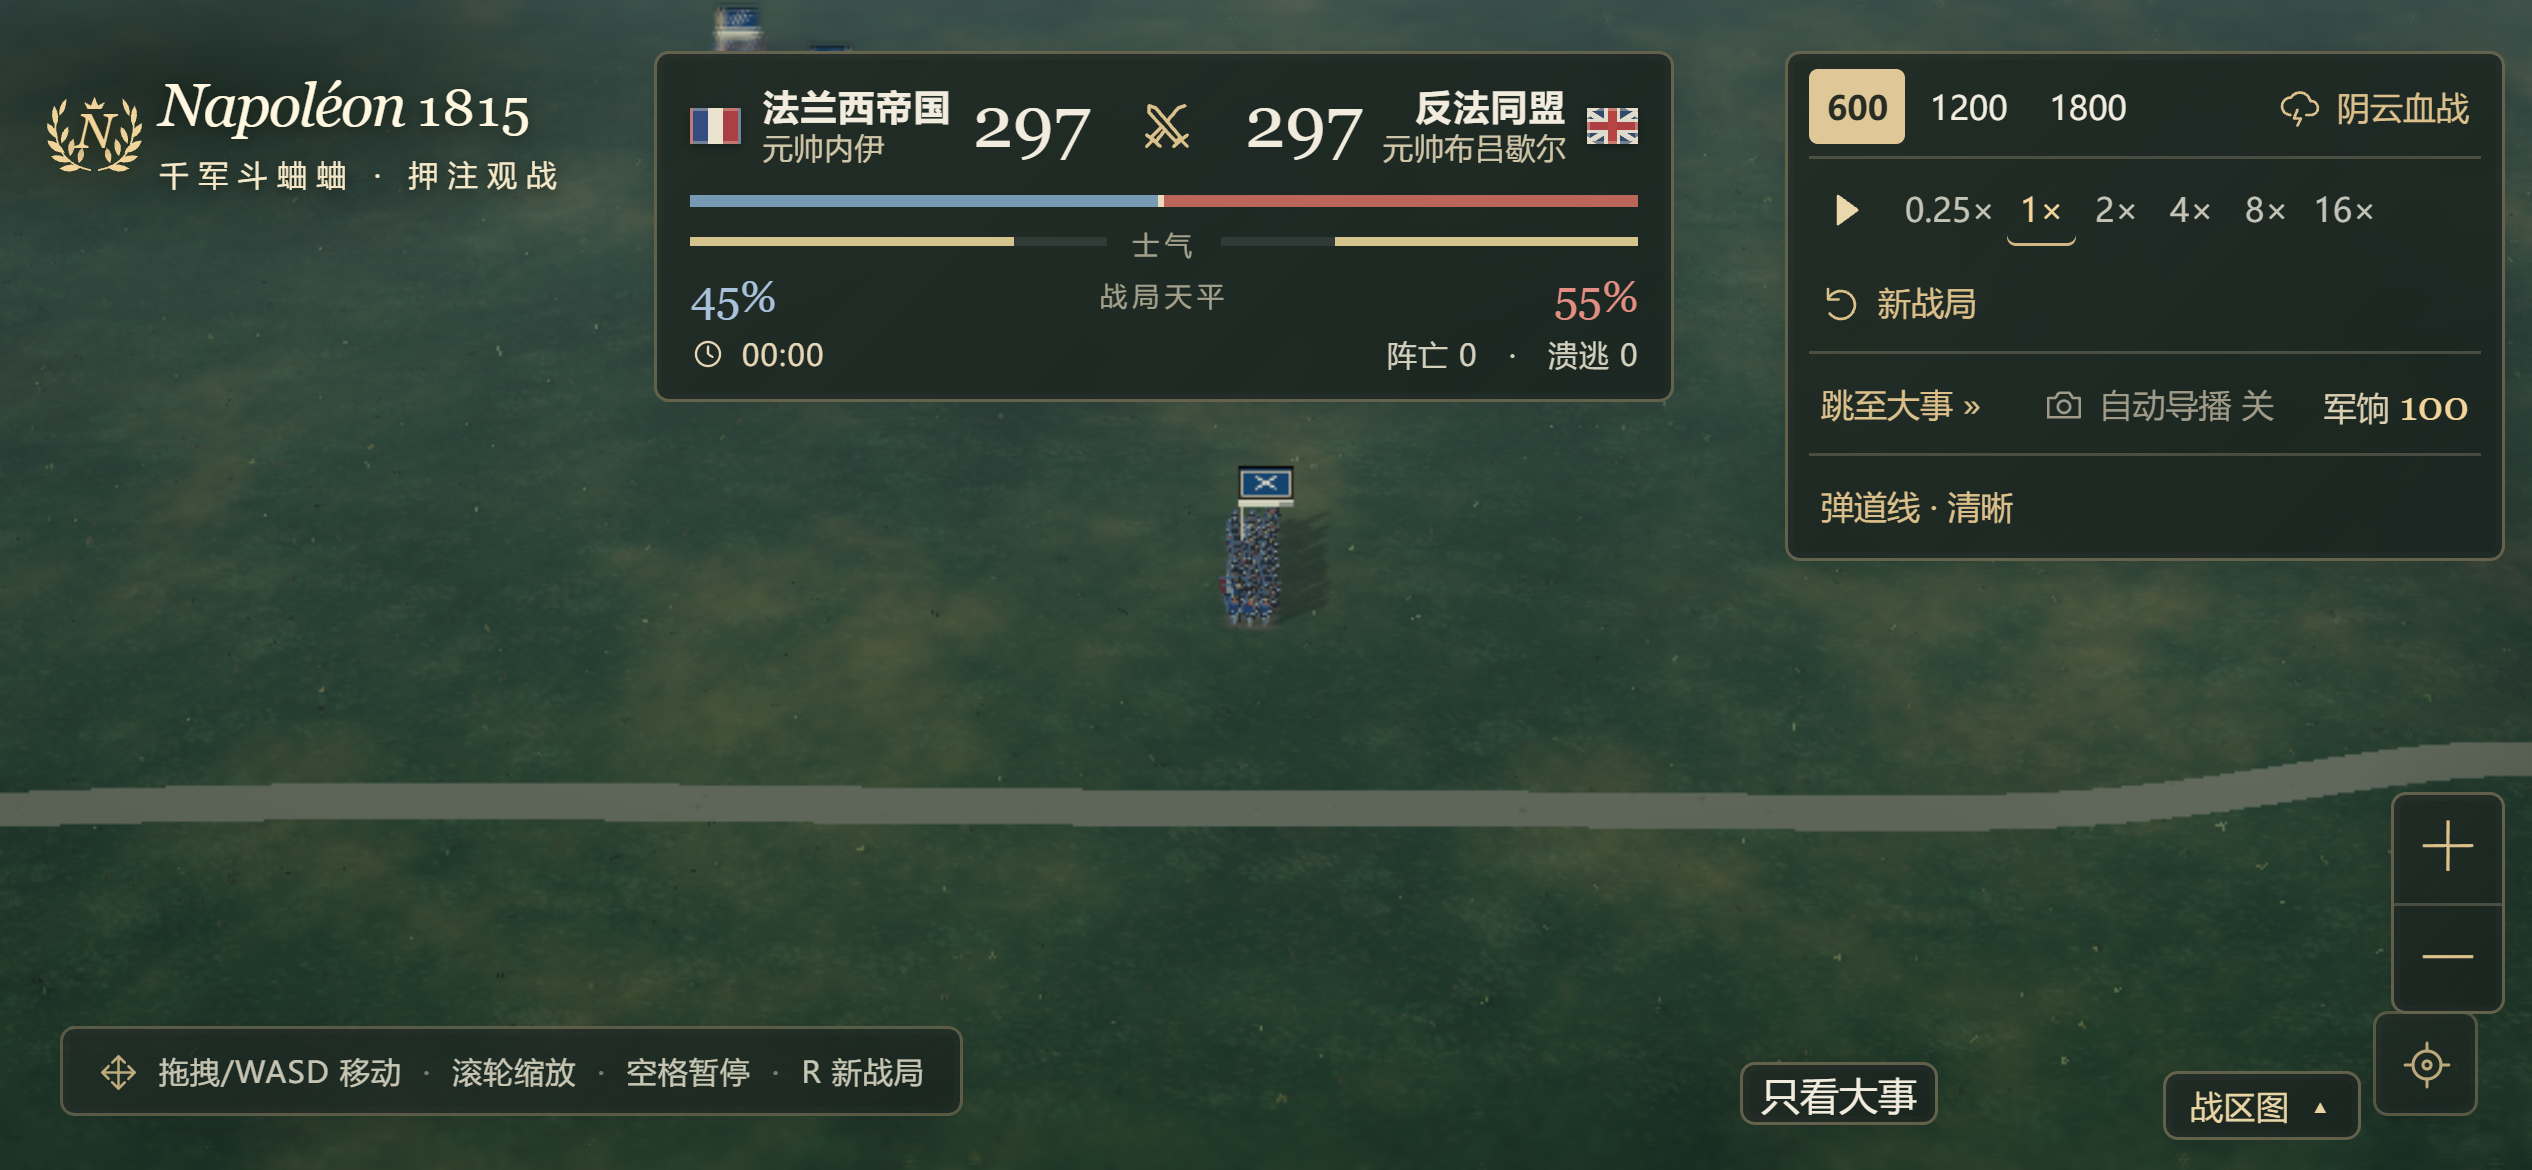 N
Napoléon 1815
千军斗蛐蛐 · 押注观战
法兰西帝国
元帅内伊
297
297
反法同盟
元帅布吕歇尔
士气
45%
战局天平
55%
00:00
阵亡 0 · 溃逃 0
600 1200 1800 阴云血战
0.25× 1× 2× 4× 8× 16×
新战局
跳至大事 » 自动导播 关 军饷 100
弹道线 · 清晰
拖拽/WASD 移动 · 滚轮缩放 · 空格暂停 · R 新战局
只看大事
战区图 ▲